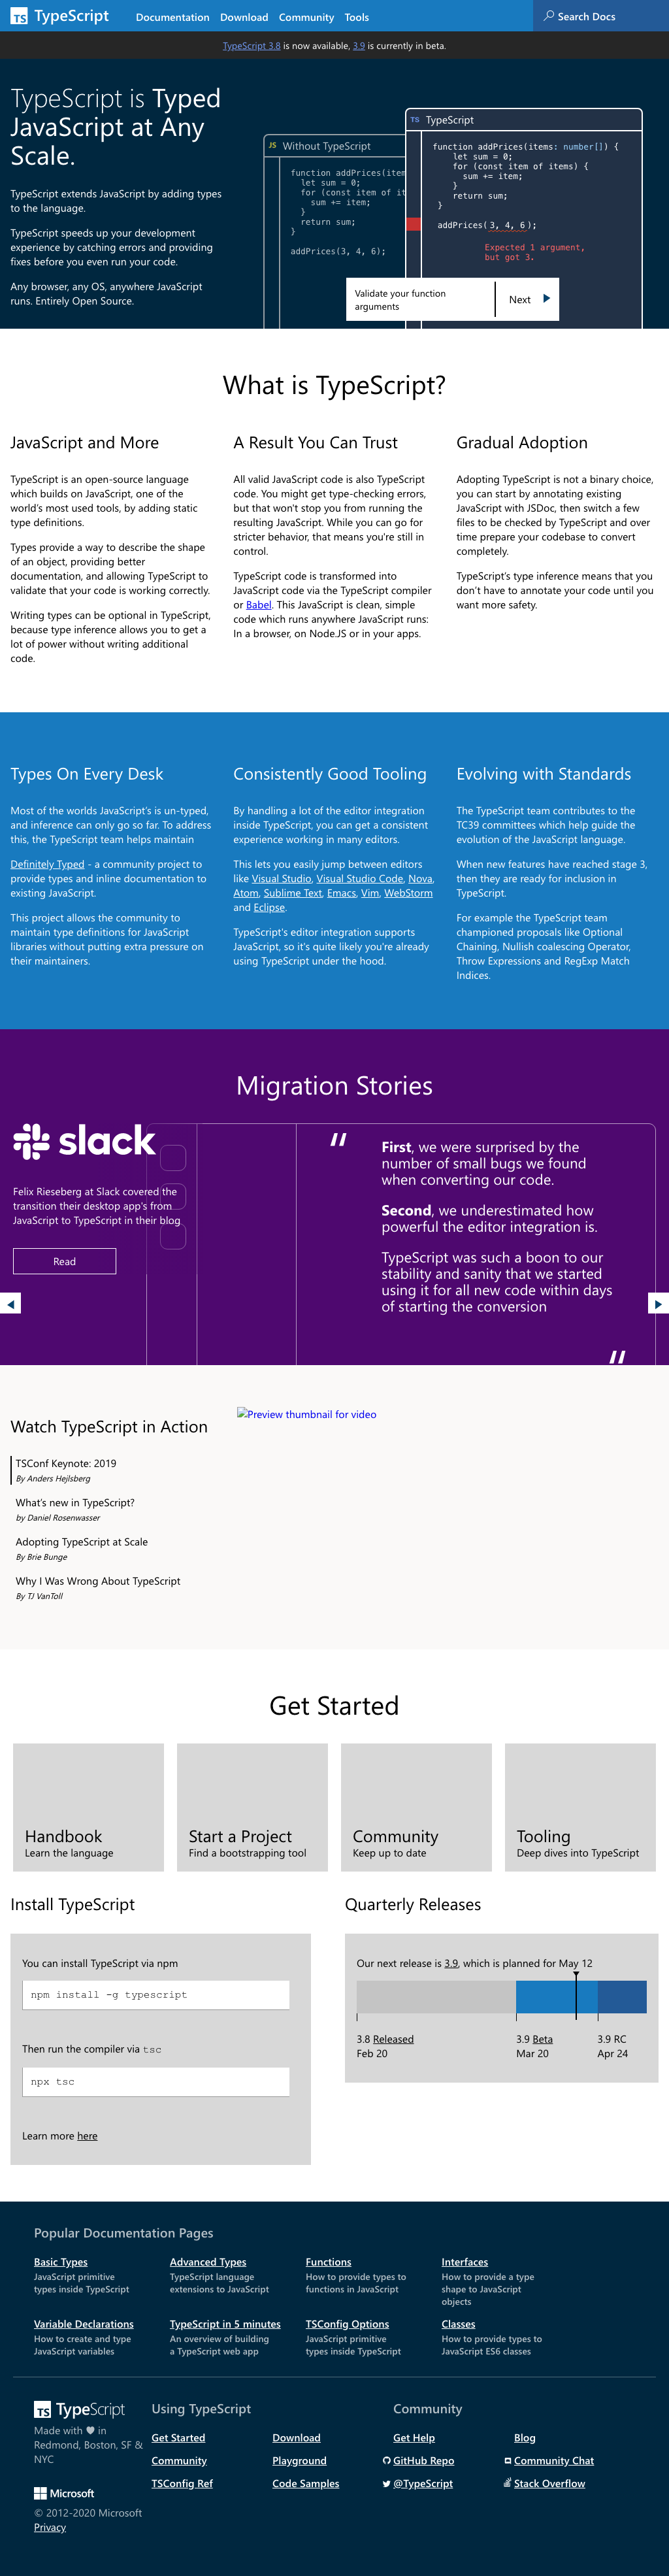 TS TypeScript
Documentation Download Community Tools
Search Docs
TypeScript 3.8 is now available, 3.9 is currently in beta.
TypeScript is Typed
JavaScript at Any
Scale.
TypeScript extends JavaScript by adding types
to the language.
TypeScript speeds up your development
experience by catching errors and providing
fixes before you even run your code.
Any browser, any OS, anywhere JavaScript
runs. Entirely Open Source.
JS Without TypeScript
function addPrices(item
let sum = 0;
for (const item of it
sum += item;
}
return sum;
}
addPrices(3, 4, 6);
TS TypeScript
function addPrices(items: number[]) {
let sum = 0;
for (const item of items) {
sum += item;
}
return sum;
}
addPrices(3, 4, 6);
Expected 1 argument,
but got 3.
Validate your function
arguments
Next
What is TypeScript?
JavaScript and More
TypeScript is an open-source language
which builds on JavaScript, one of the
world's most used tools, by adding static
type definitions.
Types provide a way to describe the shape
of an object, providing better
documentation, and allowing TypeScript to
validate that your code is working correctly.
Writing types can be optional in TypeScript,
because type inference allows you to get a
lot of power without writing additional
code.
A Result You Can Trust
All valid JavaScript code is also TypeScript
code. You might get type-checking errors,
but that won't stop you from running the
resulting JavaScript. While you can go for
stricter behavior, that means you're still in
control.
TypeScript code is transformed into
JavaScript code via the TypeScript compiler
or Babel. This JavaScript is clean, simple
code which runs anywhere JavaScript runs:
In a browser, on Node.JS or in your apps.
Gradual Adoption
Adopting TypeScript is not a binary choice,
you can start by annotating existing
JavaScript with JSDoc, then switch a few
files to be checked by TypeScript and over
time prepare your codebase to convert
completely.
TypeScript's type inference means that you
don't have to annotate your code until you
want more safety.
Types On Every Desk
Most of the worlds JavaScript's is un-typed,
and inference can only go so far. To address
this, the TypeScript team helps maintain
Definitely Typed - a community project to
provide types and inline documentation to
existing JavaScript.
This project allows the community to
maintain type definitions for JavaScript
libraries without putting extra pressure on
their maintainers.
Consistently Good Tooling
By handling a lot of the editor integration
inside TypeScript, you can get a consistent
experience working in many editors.
This lets you easily jump between editors
like Visual Studio, Visual Studio Code, Nova,
Atom, Sublime Text, Emacs, Vim, WebStorm
and Eclipse.
TypeScript's editor integration supports
JavaScript, so it's quite likely you're already
using TypeScript under the hood.
Evolving with Standards
The TypeScript team contributes to the
TC39 committees which help guide the
evolution of the JavaScript language.
When new features have reached stage 3,
then they are ready for inclusion in
TypeScript.
For example the TypeScript team
championed proposals like Optional
Chaining, Nullish coalescing Operator,
Throw Expressions and RegExp Match
Indices.
Migration Stories
slack
Felix Rieseberg at Slack covered the
transition their desktop app's from
JavaScript to TypeScript in their blog
Read
"
First, we were surprised by the
number of small bugs we found
when converting our code.
Second, we underestimated how
powerful the editor integration is.
TypeScript was such a boon to our
stability and sanity that we started
using it for all new code within days
of starting the conversion
"
Watch TypeScript in Action
Preview thumbnail for video
TSConf Keynote: 2019
By Anders Hejlsberg
What's new in TypeScript?
by Daniel Rosenwasser
Adopting TypeScript at Scale
By Brie Bunge
Why I Was Wrong About TypeScript
By TJ VanToll
Get Started
Handbook
Learn the language
Start a Project
Find a bootstrapping tool
Community
Keep up to date
Tooling
Deep dives into TypeScript
Install TypeScript
You can install TypeScript via npm
npm install -g typescript
Then run the compiler via tsc
npx tsc
Learn more here
Quarterly Releases
Our next release is 3.9, which is planned for May 12
3.8 Released
Feb 20
3.9 Beta
Mar 20
3.9 RC
Apr 24
Popular Documentation Pages
Basic Types
JavaScript primitive
types inside TypeScript
Advanced Types
TypeScript language
extensions to JavaScript
Functions
How to provide types to
functions in JavaScript
Interfaces
How to provide a type
shape to JavaScript
objects
Variable Declarations
How to create and type
JavaScript variables
TypeScript in 5 minutes
An overview of building
a TypeScript web app
TSConfig Options
JavaScript primitive
types inside TypeScript
Classes
How to provide types to
JavaScript ES6 classes
TS TypeScript
Made with ♥ in
Redmond, Boston, SF &
NYC
Microsoft
© 2012-2020 Microsoft
Privacy
Using TypeScript
Get Started Download
Community Playground
TSConfig Ref Code Samples
Community
Get Help Blog
GitHub Repo Community Chat
@TypeScript Stack Overflow